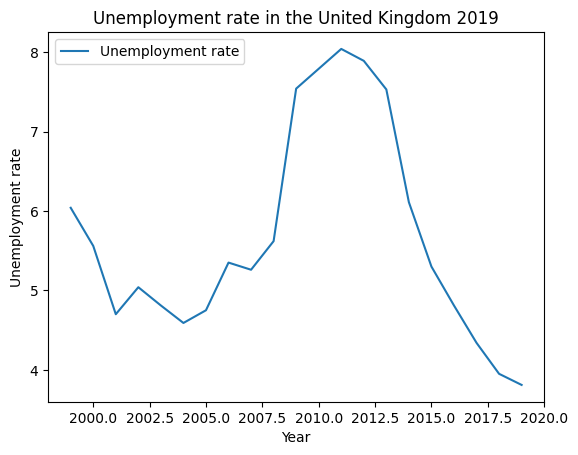 Unemployment rate in the United Kingdom 2019
Unemployment rate
8
7
6
5
4
Unemployment rate
2000.0 2002.5 2005.0 2007.5 2010.0 2012.5 2015.0 2017.5 2020.0
Year